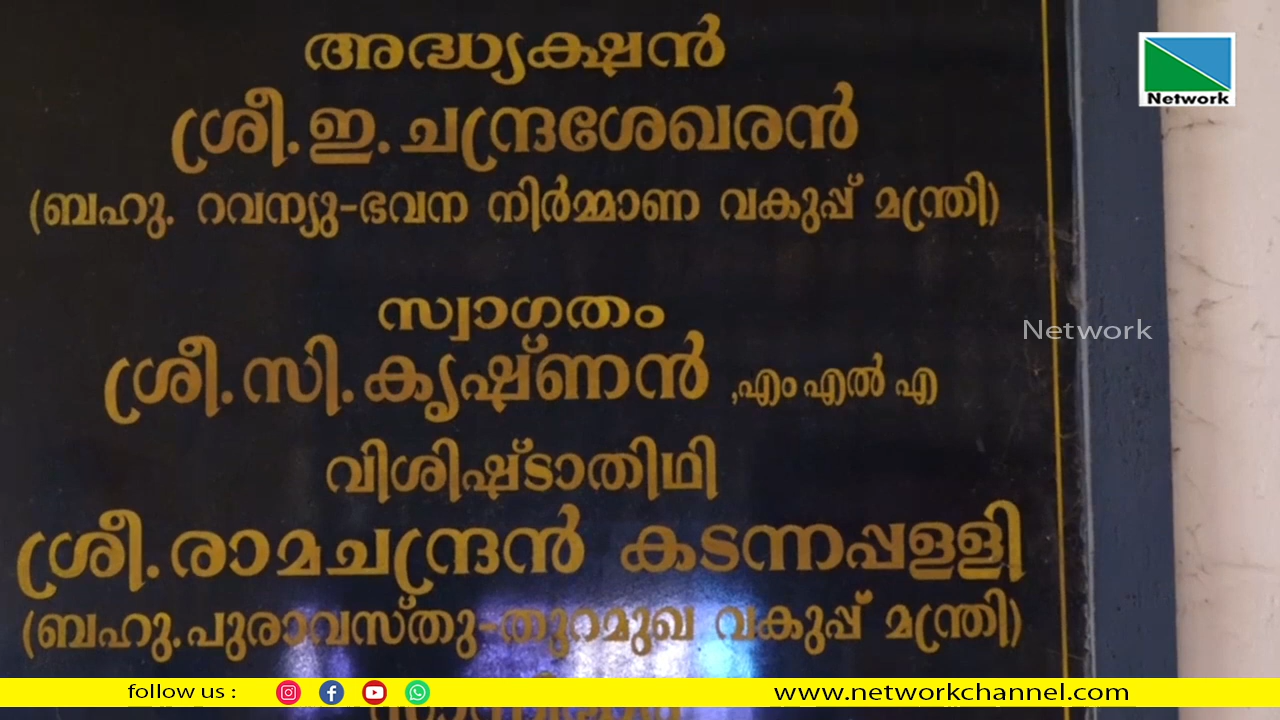 അദ്ധ്യക്ഷൻ
ശ്രീ.ഇ.ചന്ദ്രശേഖരൻ
(ബഹു. റവന്യു-ഭവന നിർമ്മാണ വകുപ്പ് മന്ത്രി)
Network
സ്വാഗതം
Network
ശ്രീ.സി.കൃഷ്ണൻ ,എം എൽ എ
വിശിഷ്ടാതിഥി
ശ്രീ.രാമചന്ദ്രൻ കടന്നപ്പള്ളി
(ബഹു.പുരാവസ്തു-തുറമുഖ വകുപ്പ് മന്ത്രി)
follow us : www.networkchannel.com